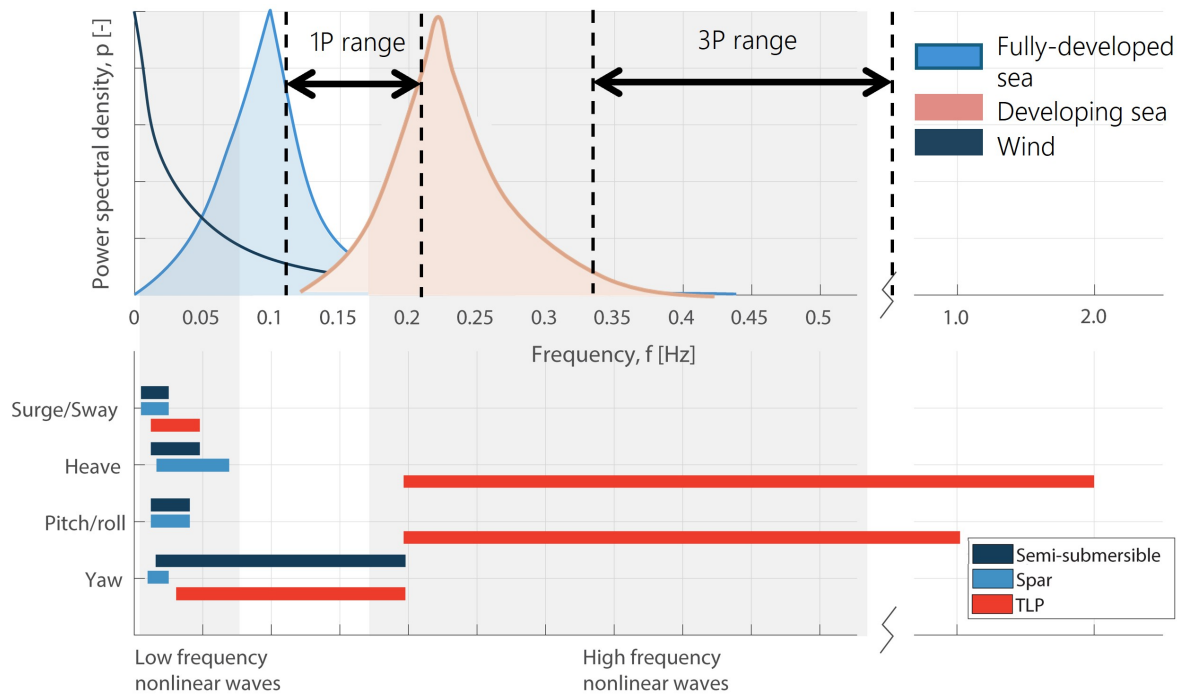 Power spectral density, p [-]
1P range
3P range
Fully-developed
sea
Developing sea
Wind
0
0.05
0.1
0.15
0.2
0.25
0.3
0.35
0.4
0.45
0.5
1.0
2.0
Frequency, f [Hz]
Surge/Sway
Heave
Pitch/roll
Yaw
Semi-submersible
Spar
TLP
Low frequency
nonlinear waves
High frequency
nonlinear waves